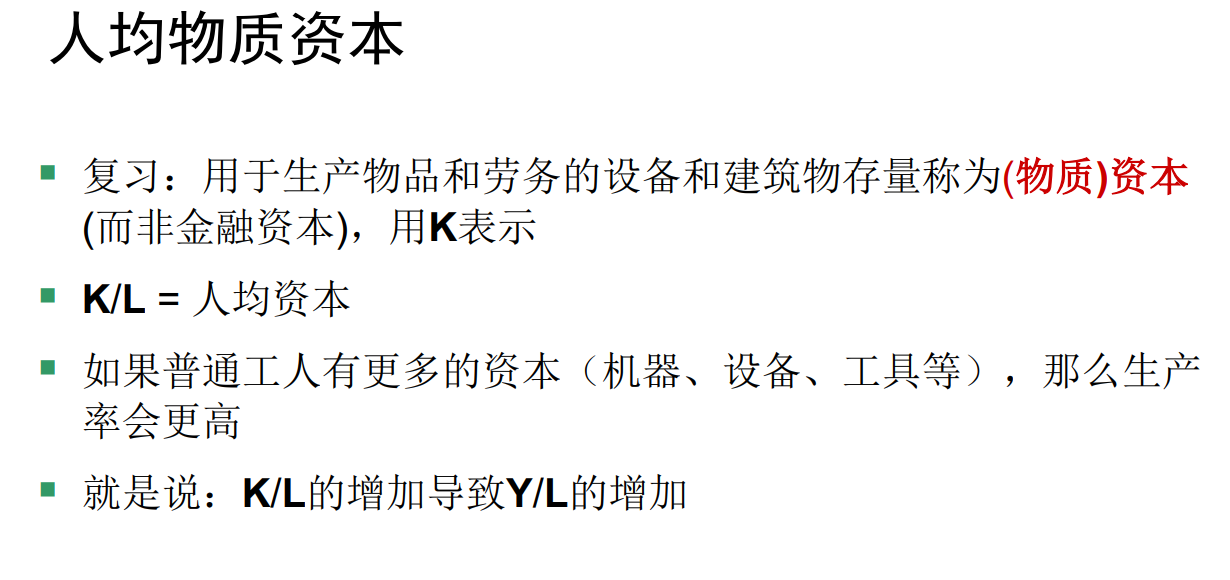 人均物质资本
复习：用于生产物品和劳务的设备和建筑物存量称为(物质)资本
(而非金融资本)，用K表示
K/L = 人均资本
如果普通工人有更多的资本（机器、设备、工具等），那么生产
率会更高
就是说：K/L的增加导致Y/L的增加